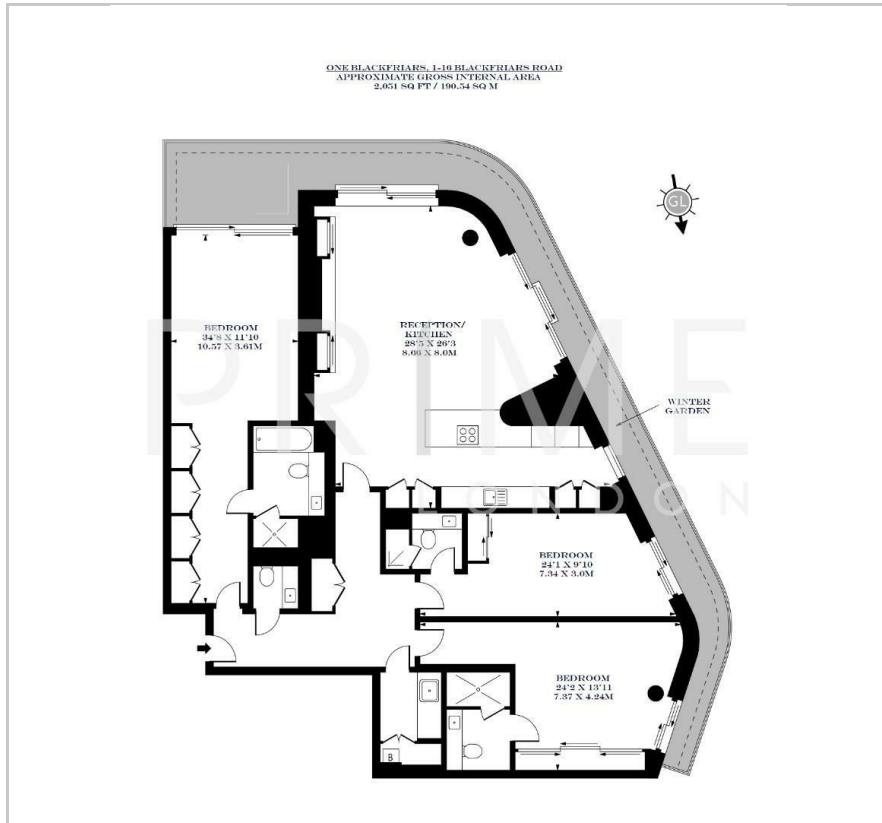 ONE BLACKFRIARS, 1-16 BLACKFRIARS ROAD
APPROXIMATE GROSS INTERNAL AREA
2,051 SQ FT / 190.54 SQ M
GL
BEDROOM
34'8 X 11'10
10.57 X 3.61M
RECEPTION/
KITCHEN
28'5 X 26'3
8.66 X 8.0M
WINTER
GARDEN
PRIME
LONDON
BEDROOM
24'1 X 9'10
7.34 X 3.0M
BEDROOM
24'2 X 13'11
7.37 X 4.24M
B